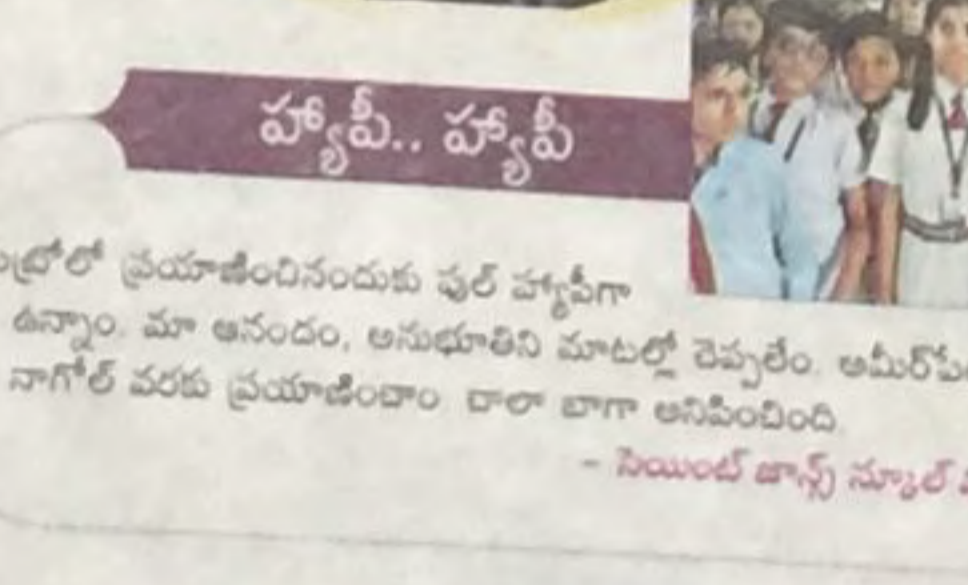 హ్యాపీ.. హ్యాపీ
ప్రయాణించినందుకు ఫుల్ హ్యాపీగా
ఉన్నాం. మా ఆనందం, అనుభూతిని మాటల్లో చెప్పలేం.
నాగోల్ వరకు ప్రయాణించాం చాలా బాగా అనిపించింది.
- సెయింట్ జాన్స్ స్కూల్